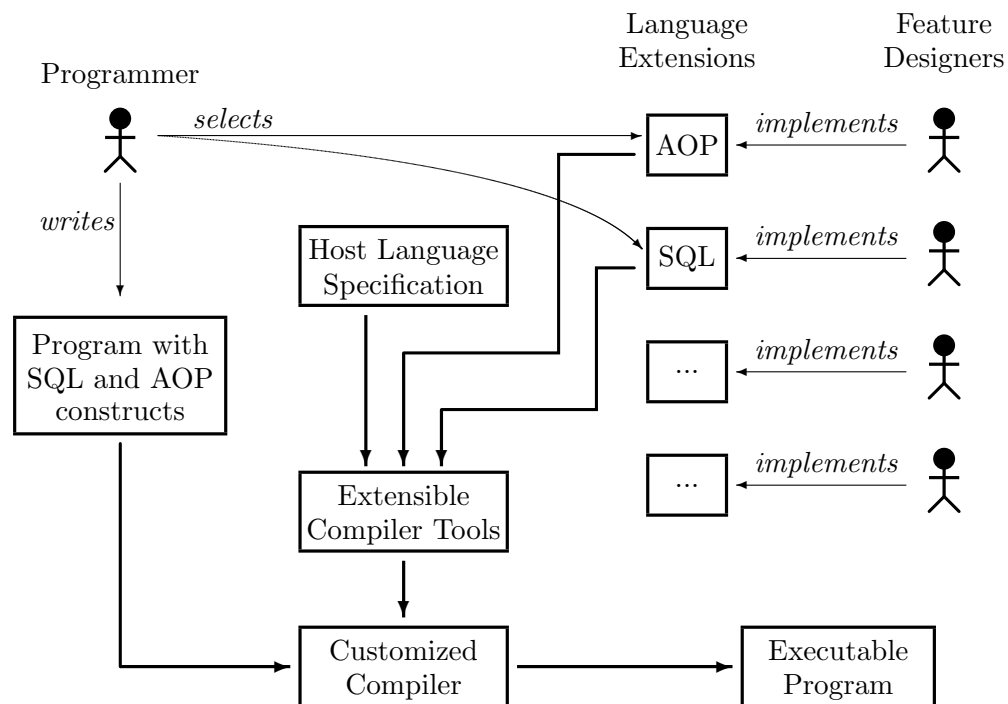 Language
Extensions
Feature
Designers
Programmer
selects
AOP
implements
writes
Host Language
Specification
SQL
implements
Program with
SQL and AOP
constructs
...
implements
...
implements
Extensible
Compiler Tools
Customized
Compiler
Executable
Program